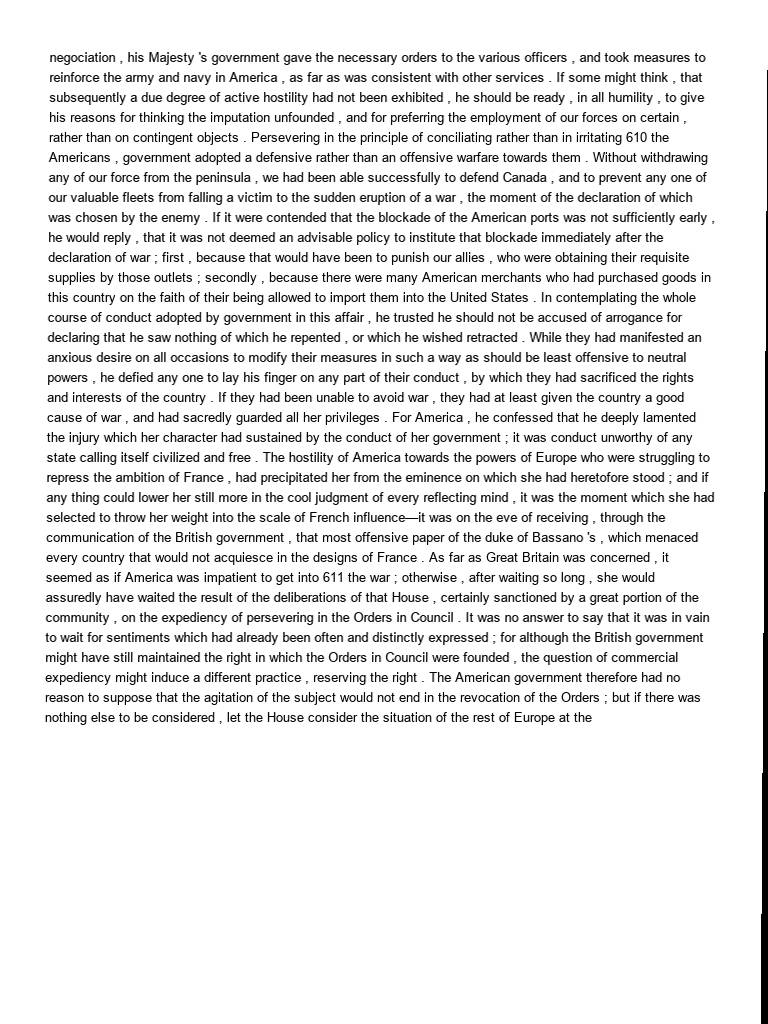 negociation , his Majesty 's government gave the necessary orders to the various officers , and took measures to
reinforce the army and navy in America , as far as was consistent with other services . If some might think , that
subsequently a due degree of active hostility had not been exhibited , he should be ready , in all humility , to give
his reasons for thinking the imputation unfounded , and for preferring the employment of our forces on certain ,
rather than on contingent objects . Persevering in the principle of conciliating rather than in irritating 610 the
Americans , government adopted a defensive rather than an offensive warfare towards them . Without withdrawing
any of our force from the peninsula , we had been able successfully to defend Canada , and to prevent any one of
our valuable fleets from falling a victim to the sudden eruption of a war , the moment of the declaration of which
was chosen by the enemy . If it were contended that the blockade of the American ports was not sufficiently early ,
he would reply , that it was not deemed an advisable policy to institute that blockade immediately after the
declaration of war ; first , because that would have been to punish our allies , who were obtaining their requisite
supplies by those outlets ; secondly , because there were many American merchants who had purchased goods in
this country on the faith of their being allowed to import them into the United States . In contemplating the whole
course of conduct adopted by government in this affair , he trusted he should not be accused of arrogance for
declaring that he saw nothing of which he repented , or which he wished retracted . While they had manifested an
anxious desire on all occasions to modify their measures in such a way as should be least offensive to neutral
powers , he defied any one to lay his finger on any part of their conduct , by which they had sacrificed the rights
and interests of the country . If they had been unable to avoid war , they had at least given the country a good
cause of war , and had sacredly guarded all her privileges . For America , he confessed that he deeply lamented
the injury which her character had sustained by the conduct of her government ; it was conduct unworthy of any
state calling itself civilized and free . The hostility of America towards the powers of Europe who were struggling to
repress the ambition of France , had precipitated her from the eminence on which she had heretofore stood ; and if
any thing could lower her still more in the cool judgment of every reflecting mind , it was the moment which she had
selected to throw her weight into the scale of French influence—it was on the eve of receiving , through the
communication of the British government , that most offensive paper of the duke of Bassano 's , which menaced
every country that would not acquiesce in the designs of France . As far as Great Britain was concerned , it
seemed as if America was impatient to get into 611 the war ; otherwise , after waiting so long , she would
assuredly have waited the result of the deliberations of that House , certainly sanctioned by a great portion of the
community , on the expediency of persevering in the Orders in Council . It was no answer to say that it was in vain
to wait for sentiments which had already been often and distinctly expressed ; for although the British government
might have still maintained the right in which the Orders in Council were founded , the question of commercial
expediency might induce a different practice , reserving the right . The American government therefore had no
reason to suppose that the agitation of the subject would not end in the revocation of the Orders ; but if there was
nothing else to be considered , let the House consider the situation of the rest of Europe at the